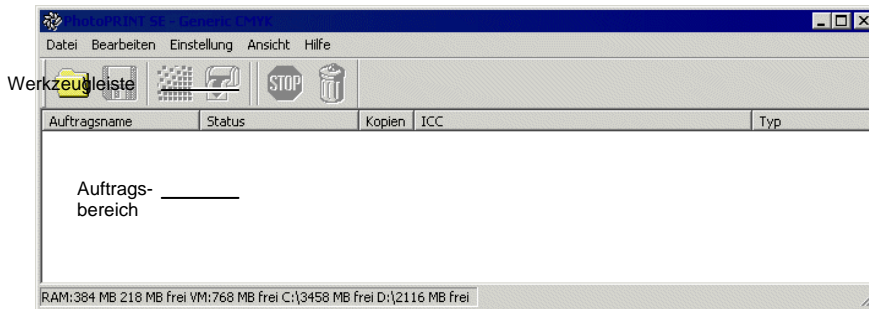 PhotoPRINT SE - Generic CMYK
Datei Bearbeiten Einstellung Ansicht Hilfe
Werkzeugleiste
STOP
Auftragsname Status Kopien ICC Typ
Auftrags-
bereich
RAM:384 MB 218 MB frei VM:768 MB frei C:\3458 MB frei D:\2116 MB frei